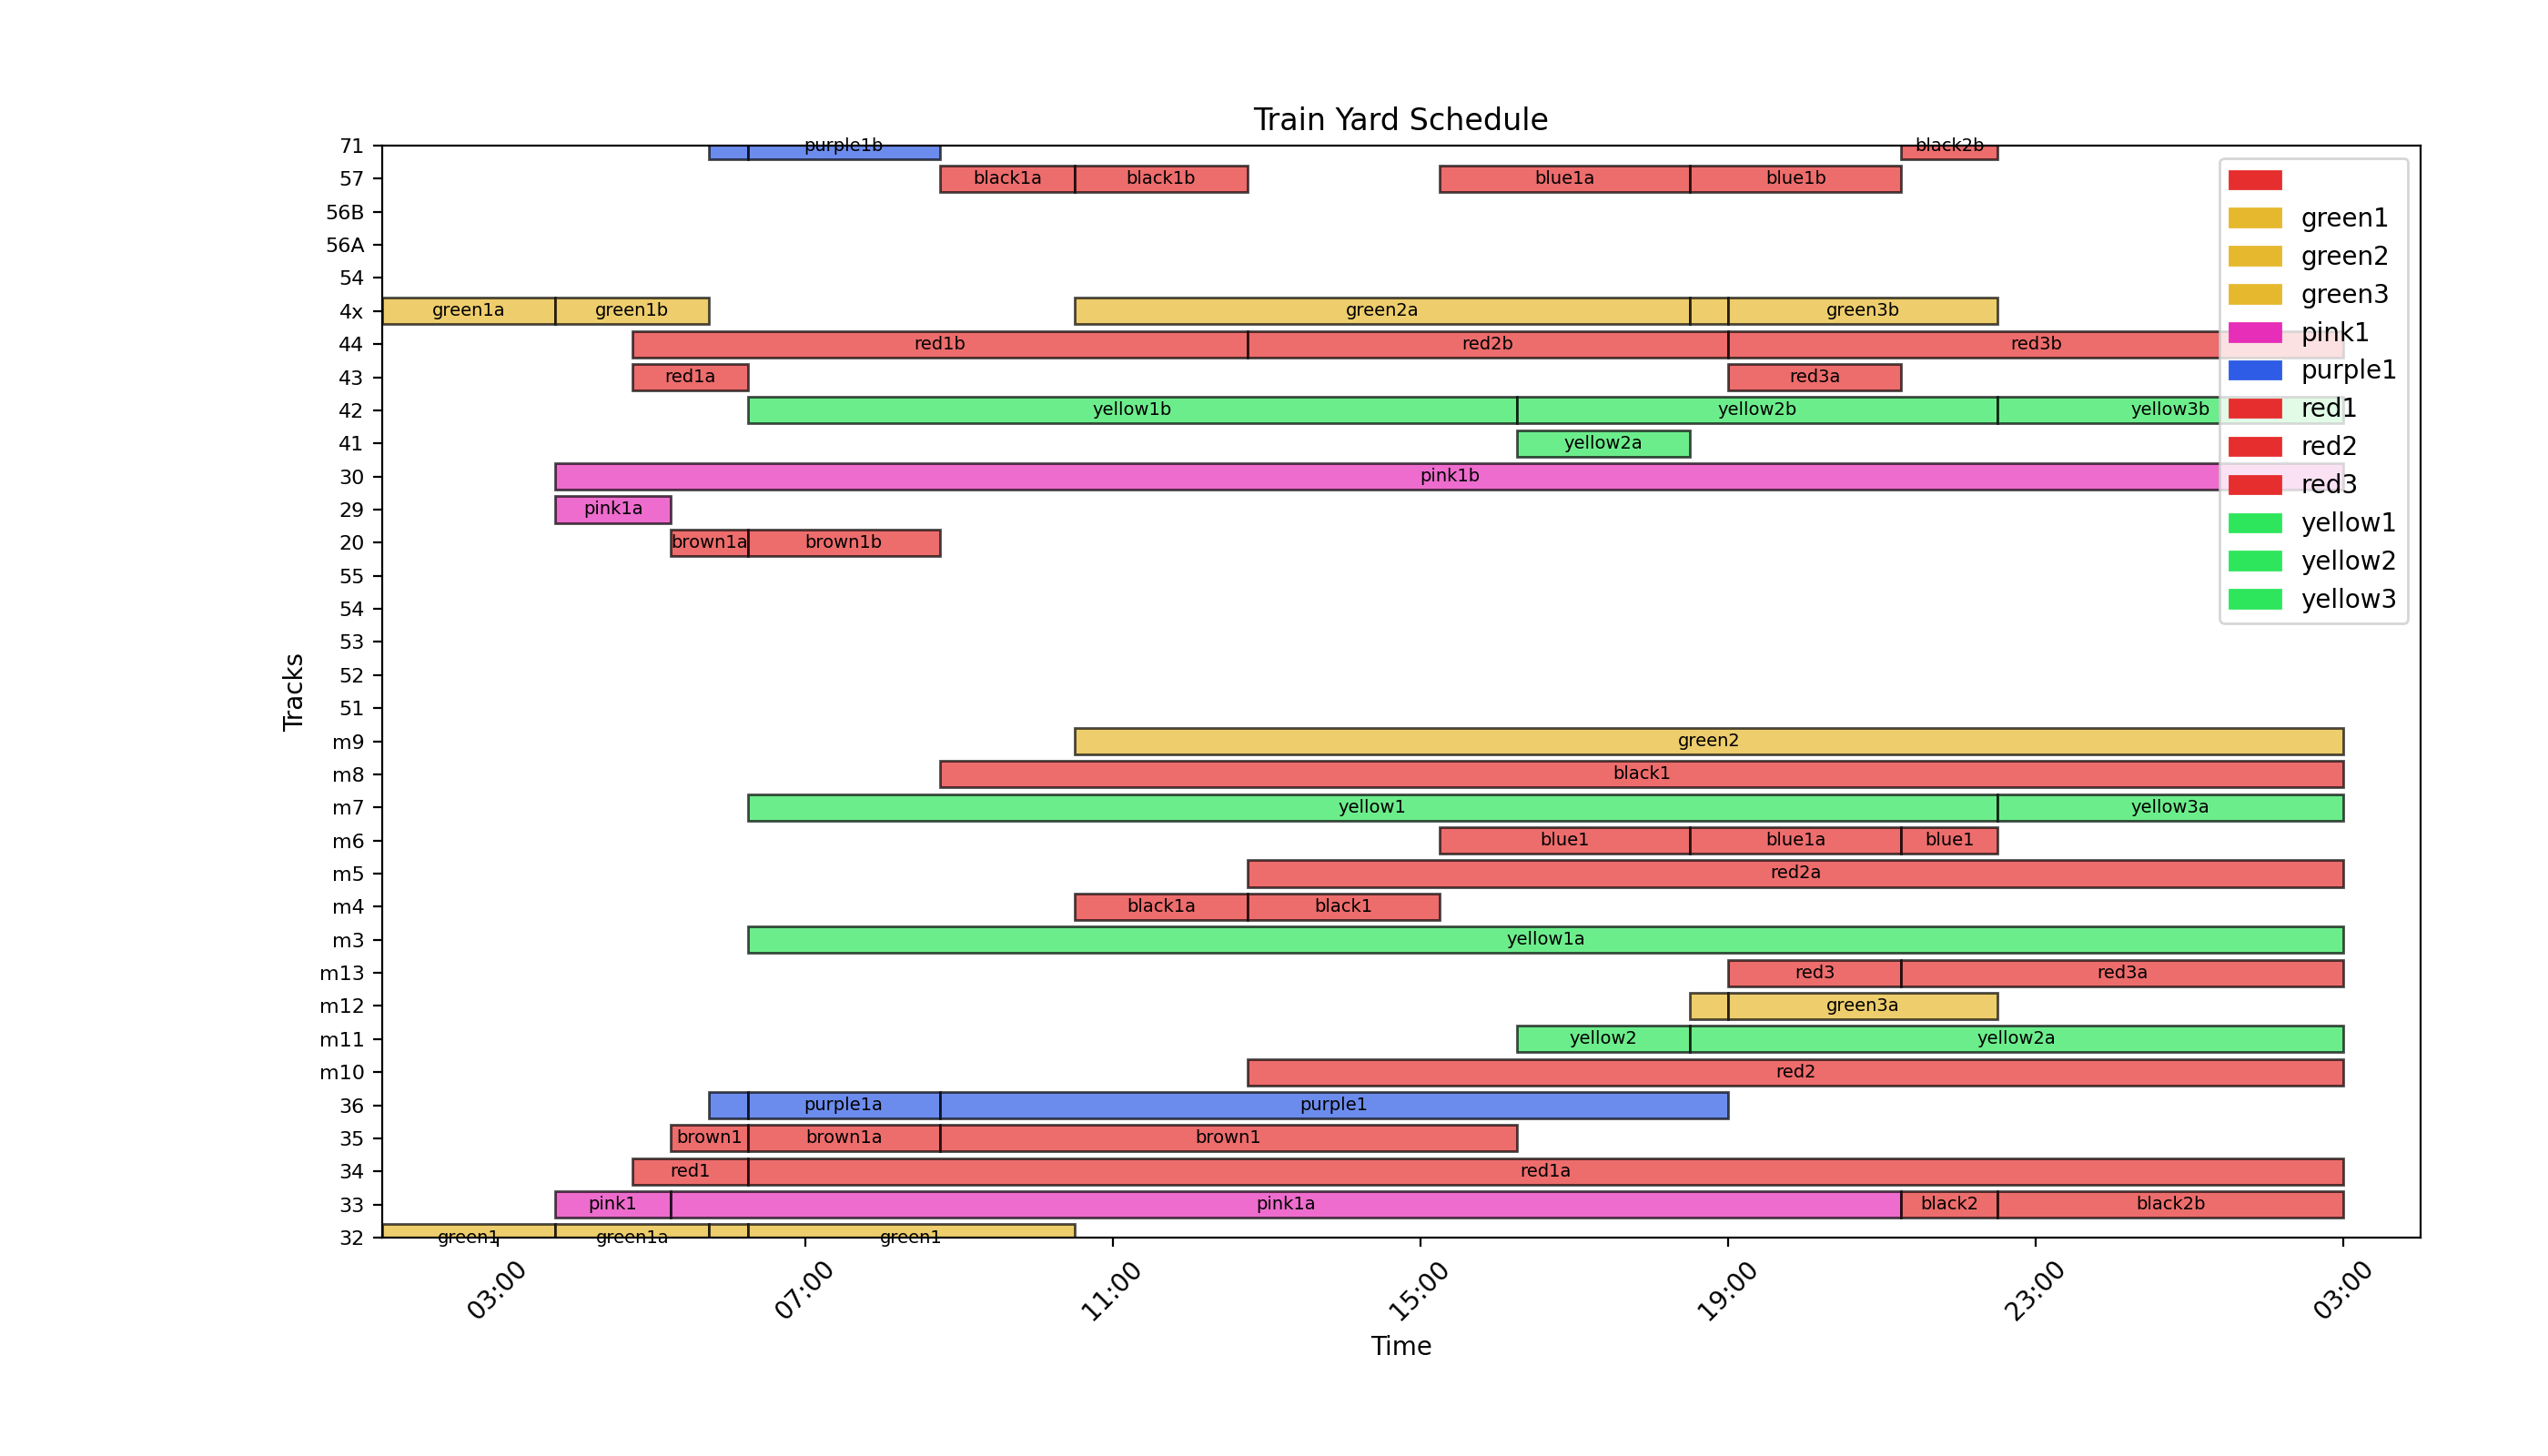 Train Yard Schedule
71 purple1b black2b
57 black1a black1b blue1a blue1b
56B
56A
54
4x green1a green1b green2a green3b
44 red1b red2b red3b
43 red1a red3a
42 yellow1b yellow2b yellow3b
41 yellow2a
30 pink1b
29 pink1a
20 brown1a brown1b
55
54
53
52
51
m9 green2
m8 black1
m7 yellow1 yellow3a
m6 blue1 blue1a blue1
m5 red2a
m4 black1a black1
m3 yellow1a
m13 red3 red3a
m12 green3a
m11 yellow2 yellow2a
m10 red2
36 purple1a purple1
35 brown1 brown1a brown1
34 red1 red1a
33 pink1 pink1a black2 black2b
32 green1 green1a green1
Tracks
03:00 07:00 11:00 15:00 19:00 23:00 03:00
Time
green1
green2
green3
pink1
purple1
red1
red2
red3
yellow1
yellow2
yellow3